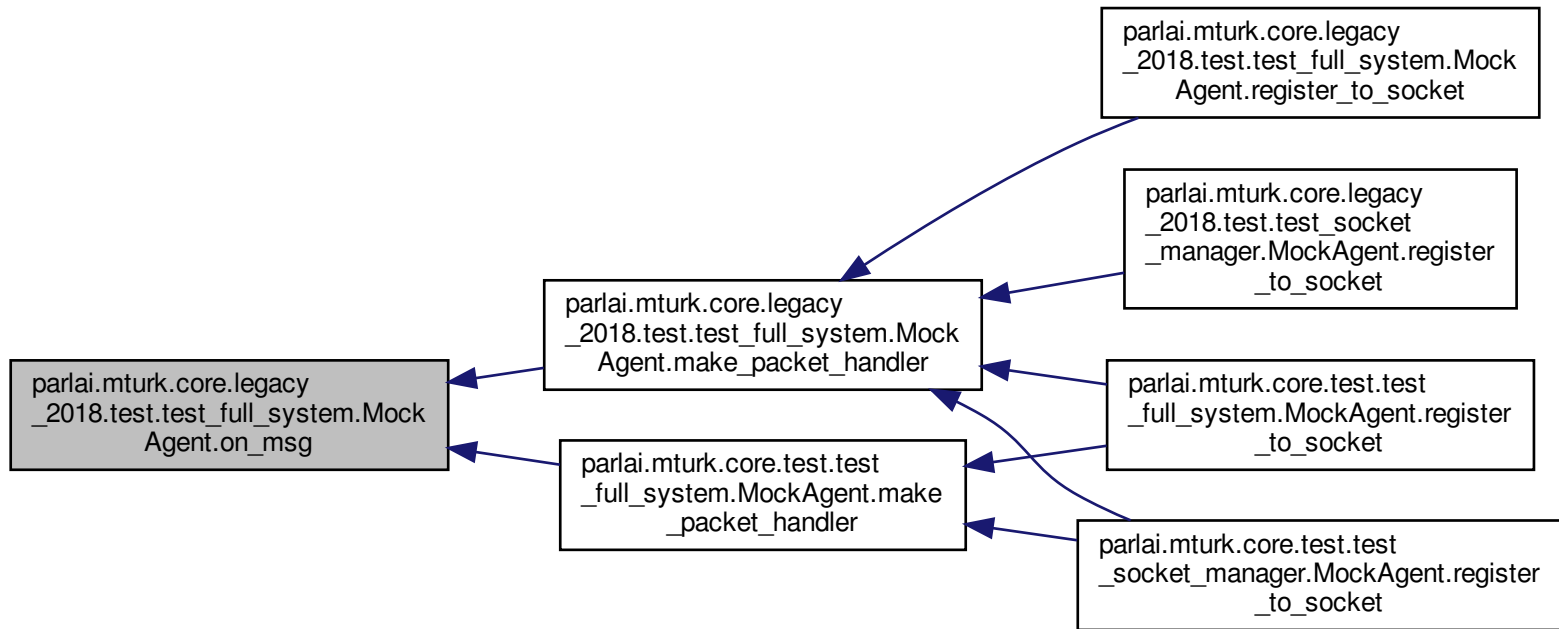 parlai.mturk.core.legacy
_2018.test.test_full_system.Mock
Agent.register_to_socket
parlai.mturk.core.legacy
_2018.test.test_socket
_manager.MockAgent.register
_to_socket
parlai.mturk.core.legacy
_2018.test.test_full_system.Mock
Agent.make_packet_handler
parlai.mturk.core.legacy
_2018.test.test_full_system.Mock
Agent.on_msg
parlai.mturk.core.test.test
_full_system.MockAgent.register
_to_socket
parlai.mturk.core.test.test
_full_system.MockAgent.make
_packet_handler
parlai.mturk.core.test.test
_socket_manager.MockAgent.register
_to_socket